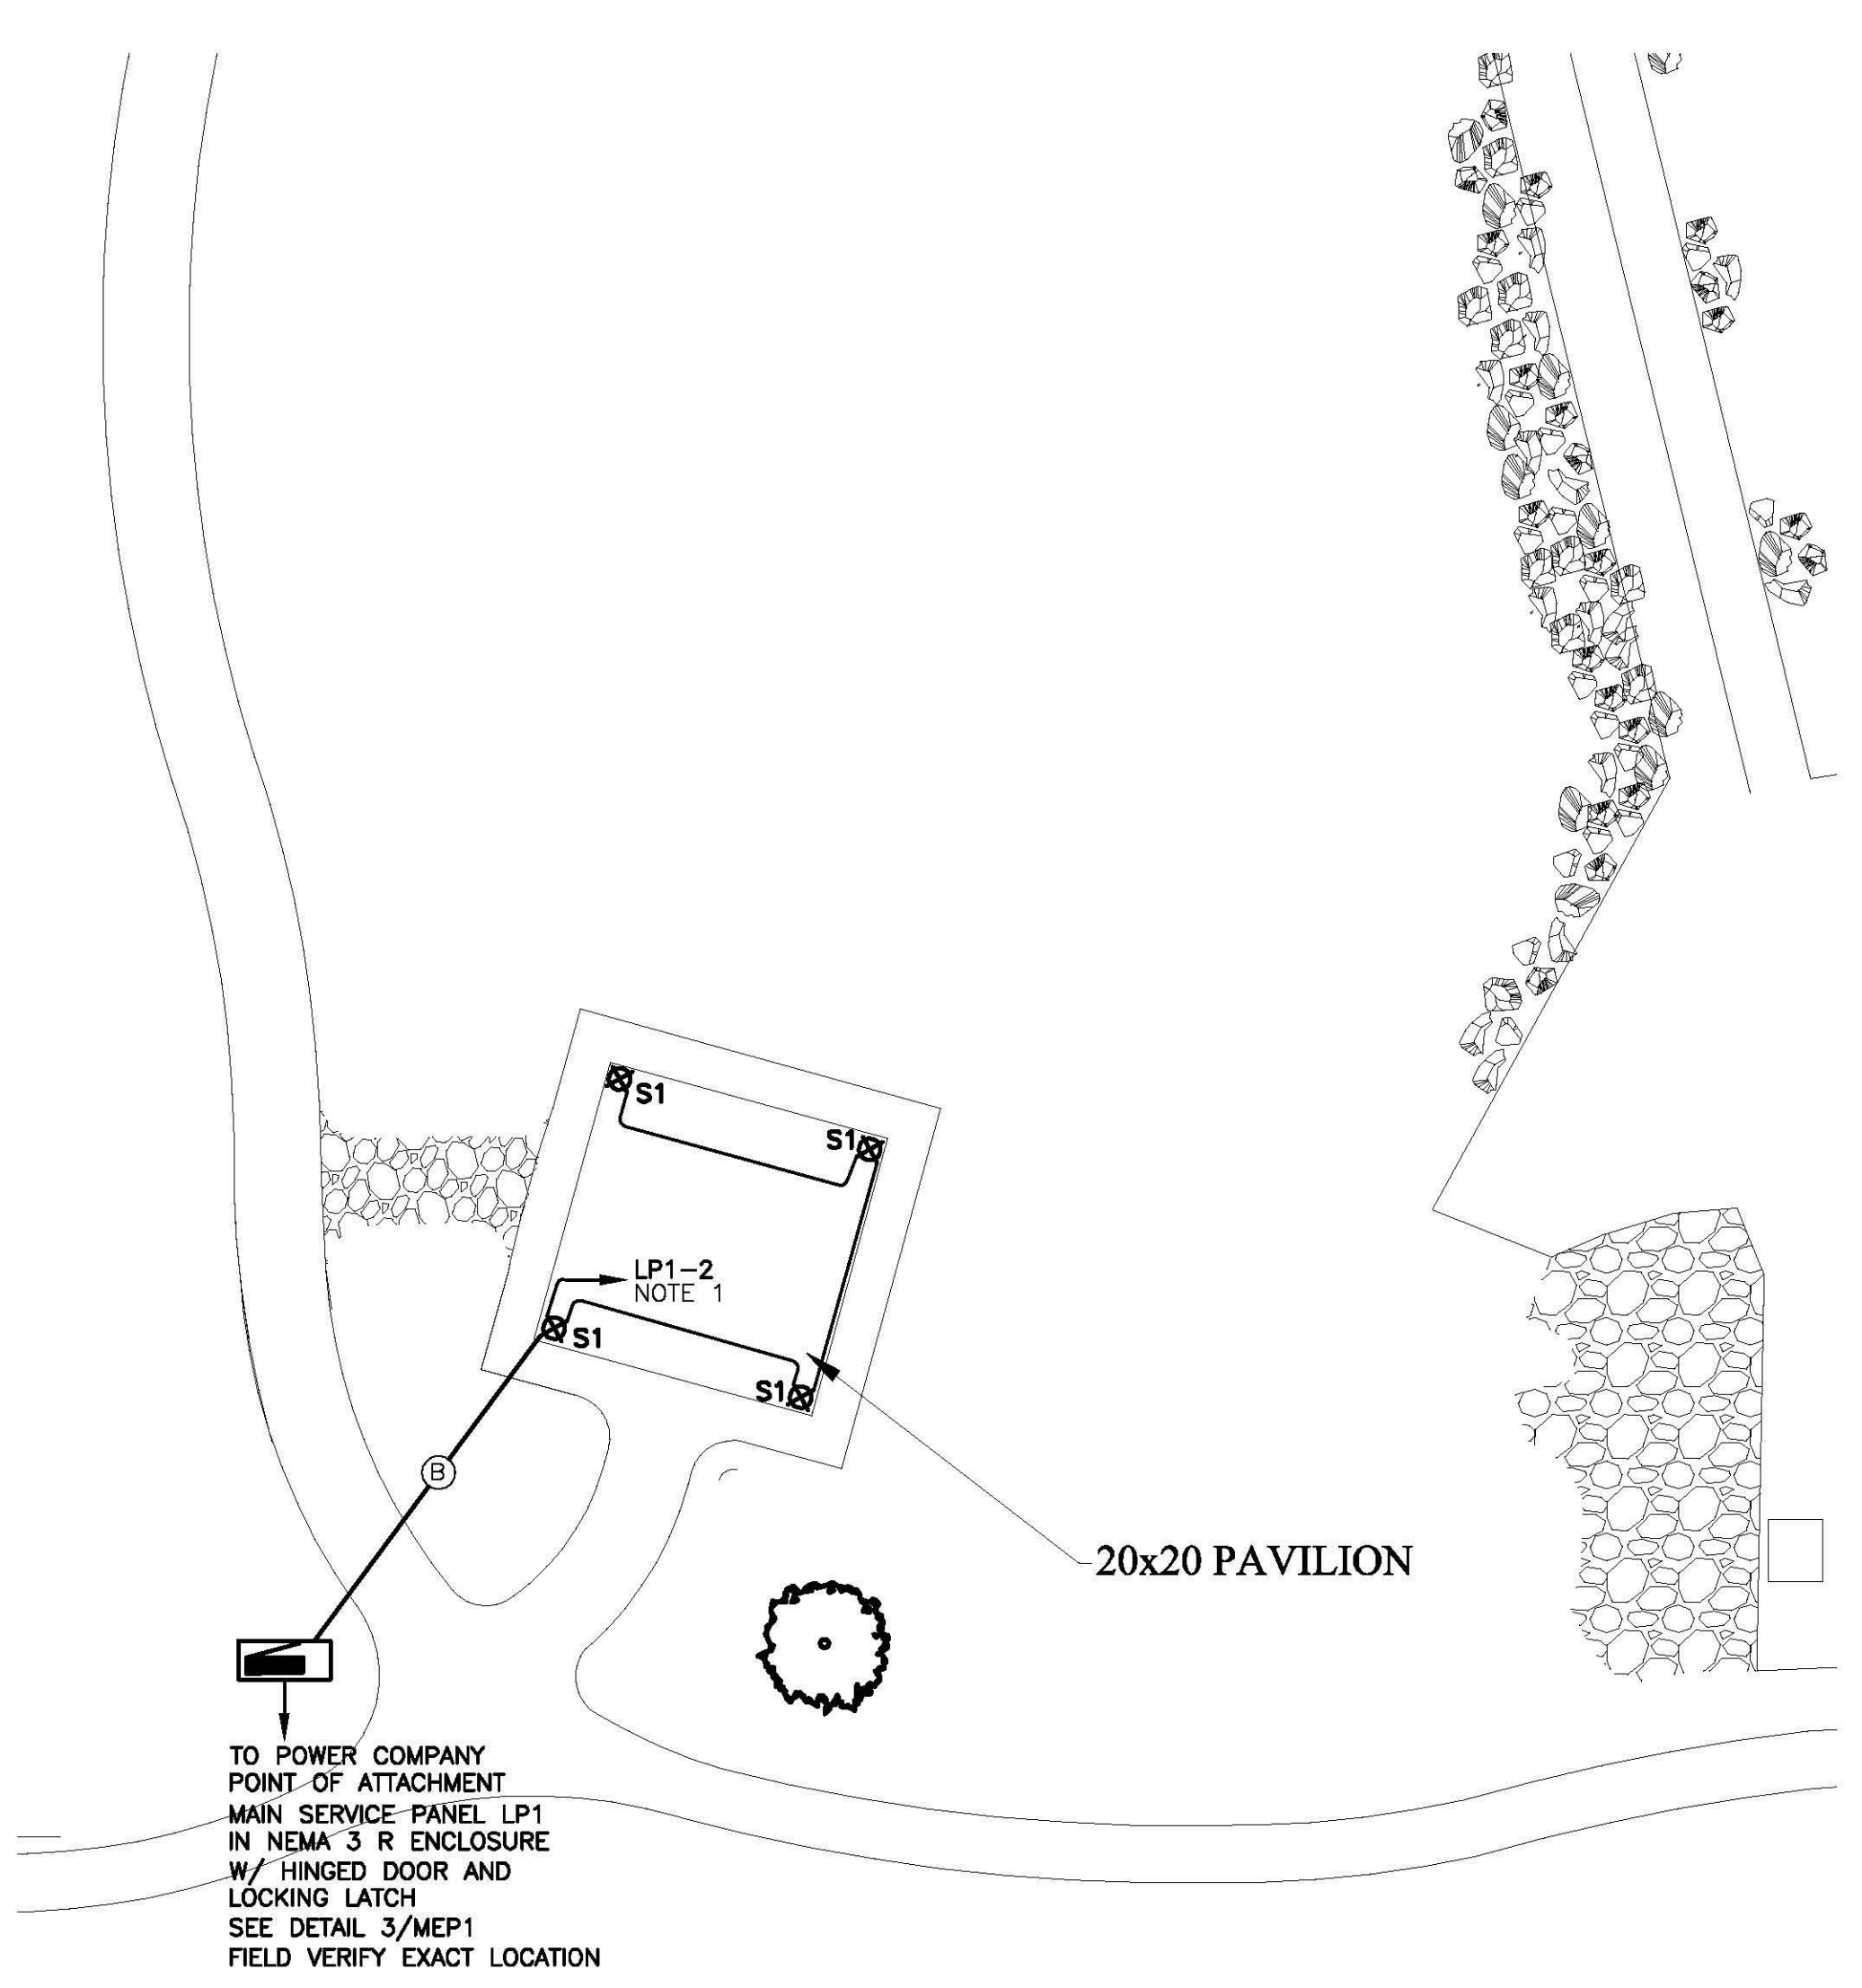 S1
S1
LP1-2
NOTE 1
S1
S1
B
20x20 PAVILION
TO POWER COMPANY
POINT OF ATTACHMENT
MAIN SERVICE PANEL LP1
IN NEMA 3 R ENCLOSURE
W/ HINGED DOOR AND
LOCKING LATCH
SEE DETAIL 3/MEP1
FIELD VERIFY EXACT LOCATION